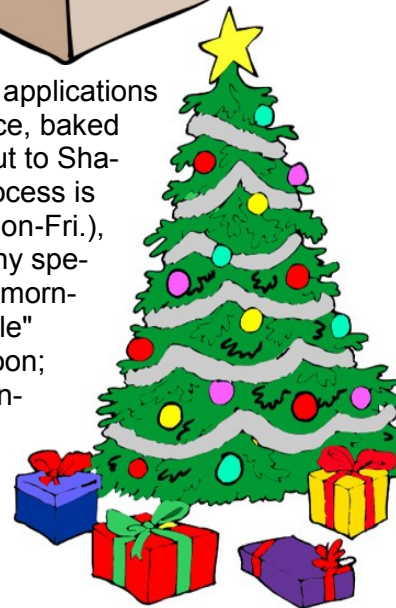 applications
ce, baked
ut to Sha-
ocess is
on-Fri.),
ny spe-
morn-
le"
oon;
n-